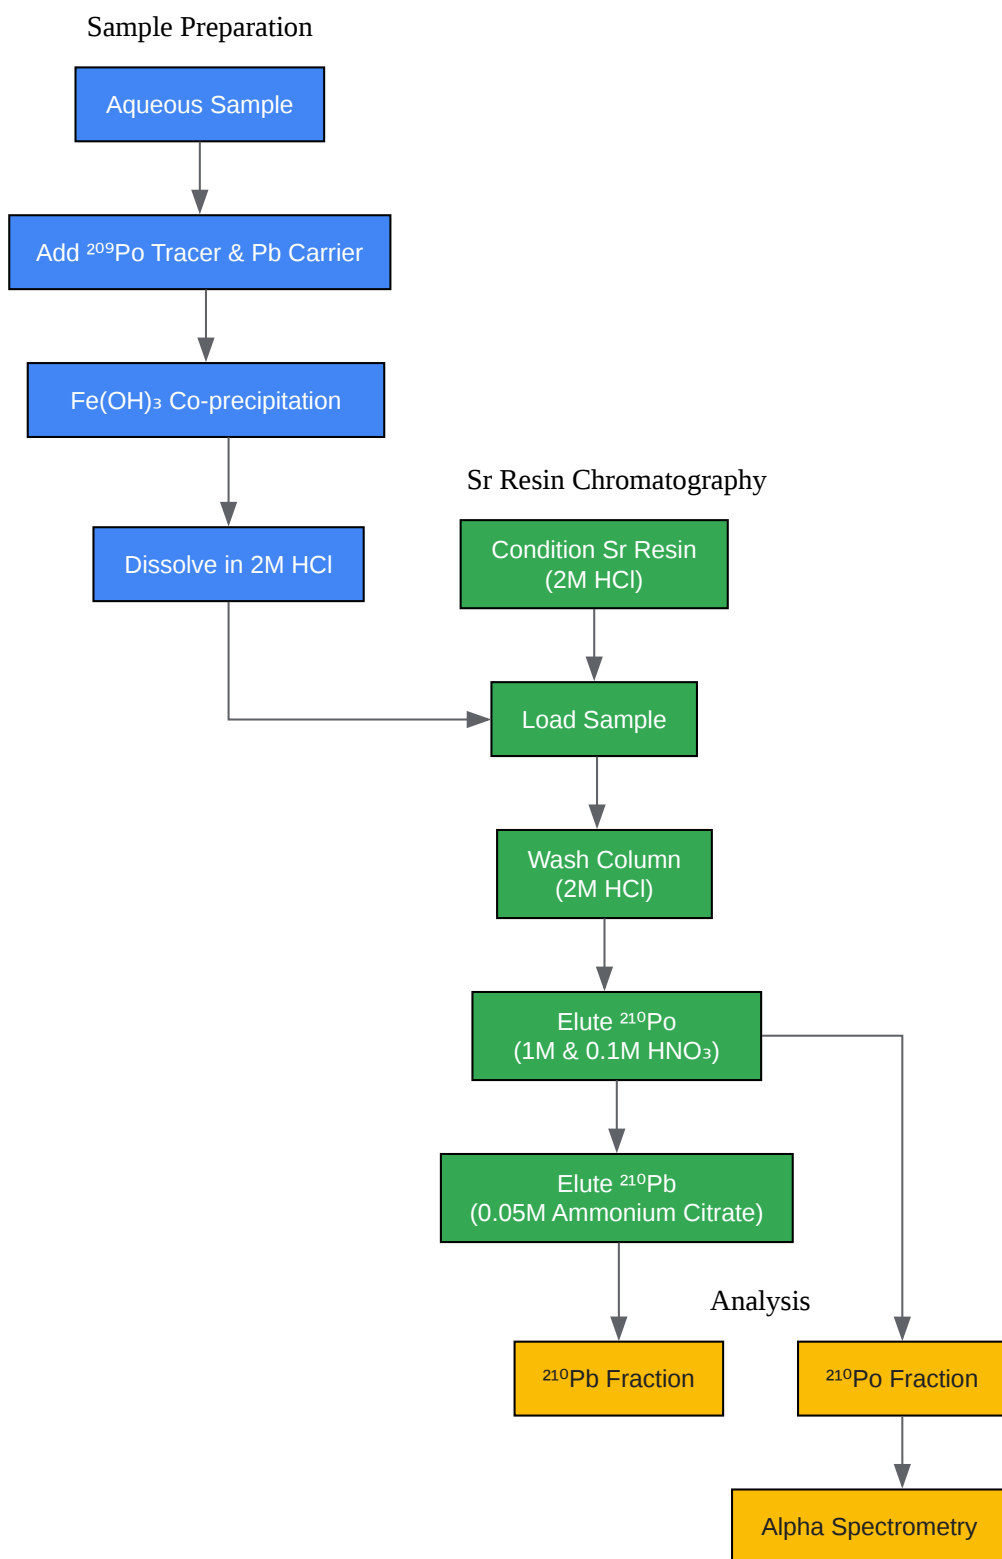 Sample Preparation
Aqueous Sample
Add ²⁰⁹Po Tracer & Pb Carrier
Fe(OH)₃ Co-precipitation
Dissolve in 2M HCl
Sr Resin Chromatography
Condition Sr Resin
(2M HCl)
Load Sample
Wash Column
(2M HCl)
Elute ²¹⁰Po
(1M & 0.1M HNO₃)
Elute ²¹⁰Pb
(0.05M Ammonium Citrate)
Analysis
²¹⁰Pb Fraction
²¹⁰Po Fraction
Alpha Spectrometry